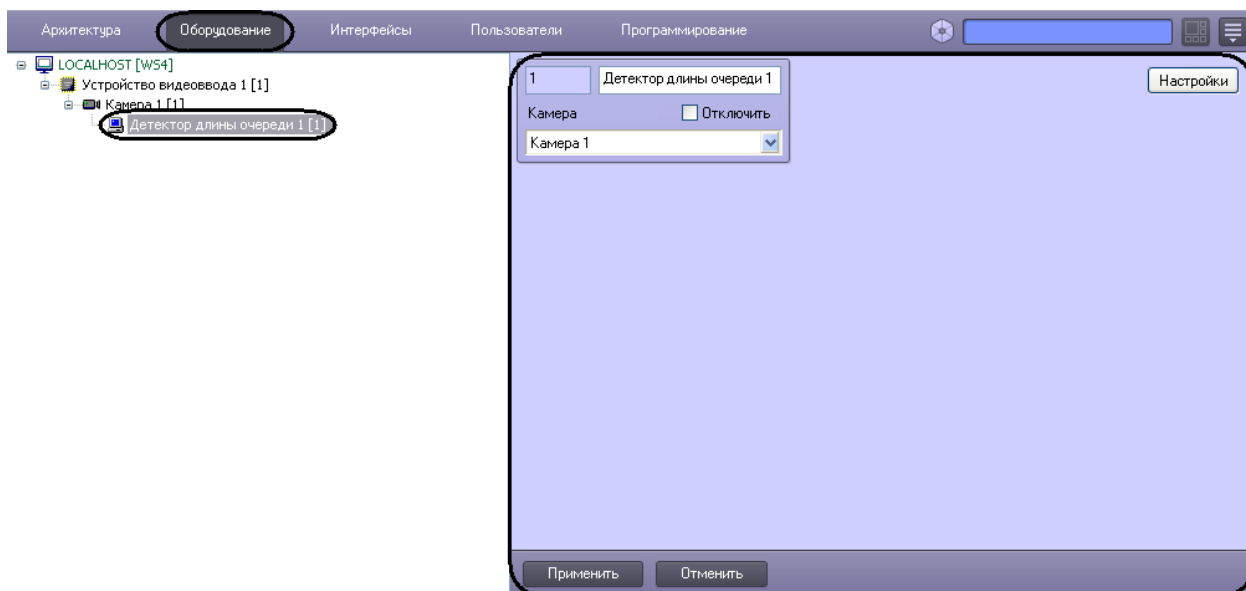 Архитектура Оборудование Интерфейсы Пользователи Программирование
LOCALHOST [WS4]
Устройство видеоввода 1 [1]
Камера 1 [1]
Детектор длины очереди 1 [1]
1 Детектор длины очереди 1
Настройки
Камера Отключить
Камера 1
Применить Отменить